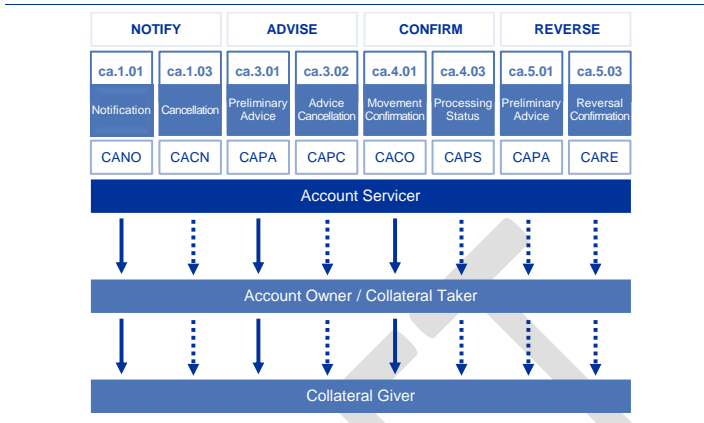 NOTIFY ADVISE CONFIRM REVERSE
ca.1.01 ca.1.03 ca.3.01 ca.3.02 ca.4.01 ca.4.03 ca.5.01 ca.5.03
Notification Cancellation Preliminary Advice Advice Cancellation Movement Confirmation Processing Status Preliminary Advice Reversal Confirmation
CANO CACN CAPA CAPC CACO CAPS CAPA CARE
Account Servicer
Account Owner / Collateral Taker
Collateral Giver